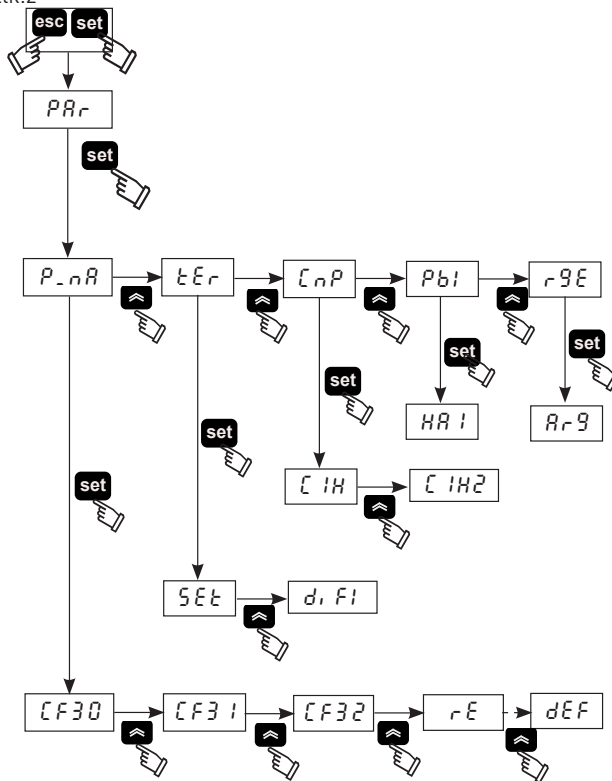 esc set
PAr
set
P_nA tEr CnP Pb1 rGE
set set
set
HA1 Ar9
set
C1H C1H2
set
SEt diF1
CF30 CF31 CF32 rE dEF